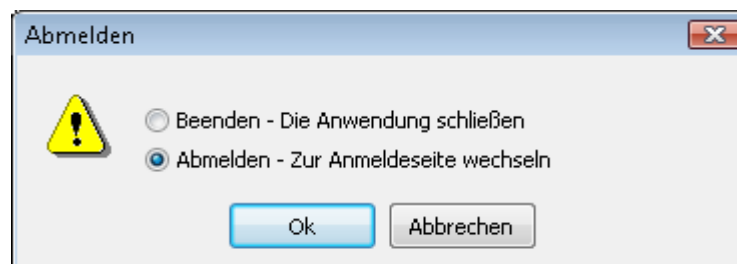 Abmelden
Beenden - Die Anwendung schließen
Abmelden - Zur Anmeldeseite wechseln
Ok Abbrechen